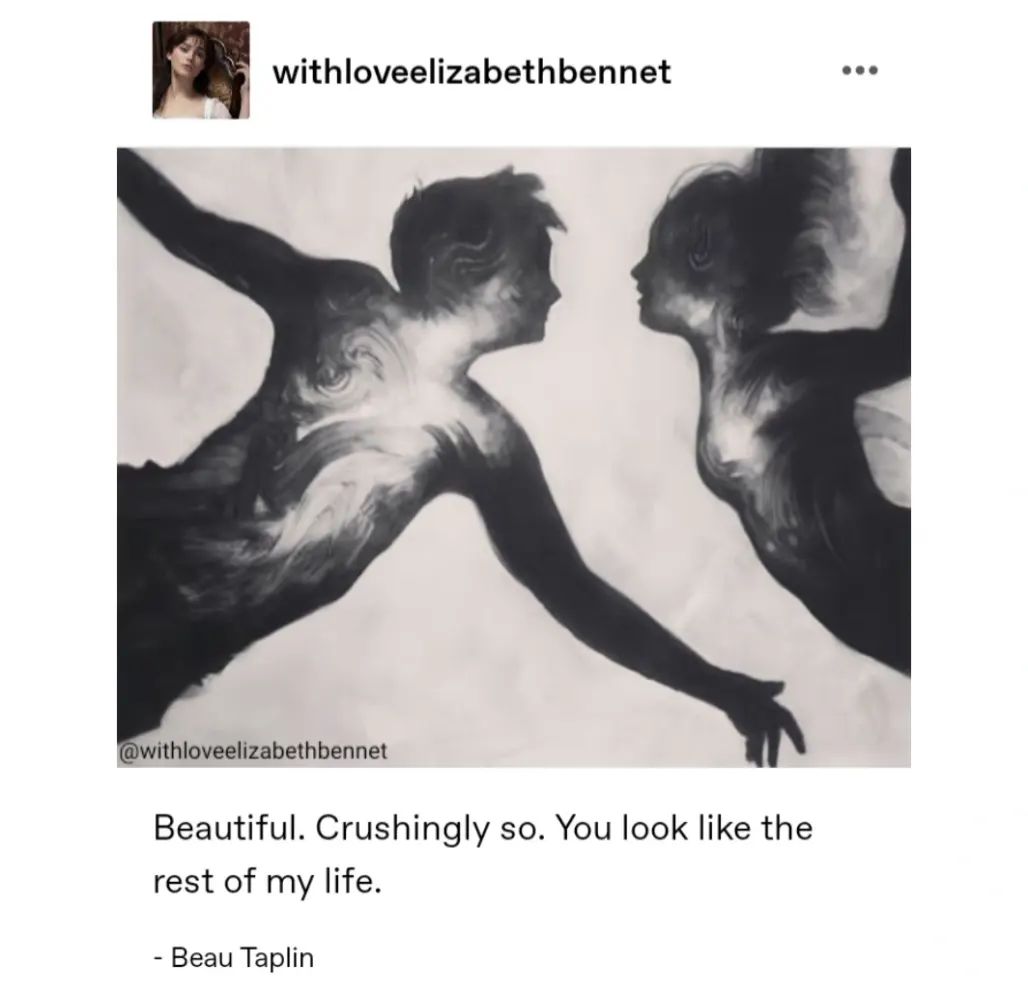 withloveelizabethbennet
@withloveelizabethbennet
Beautiful. Crushingly so. You look like the
rest of my life.
- Beau Taplin